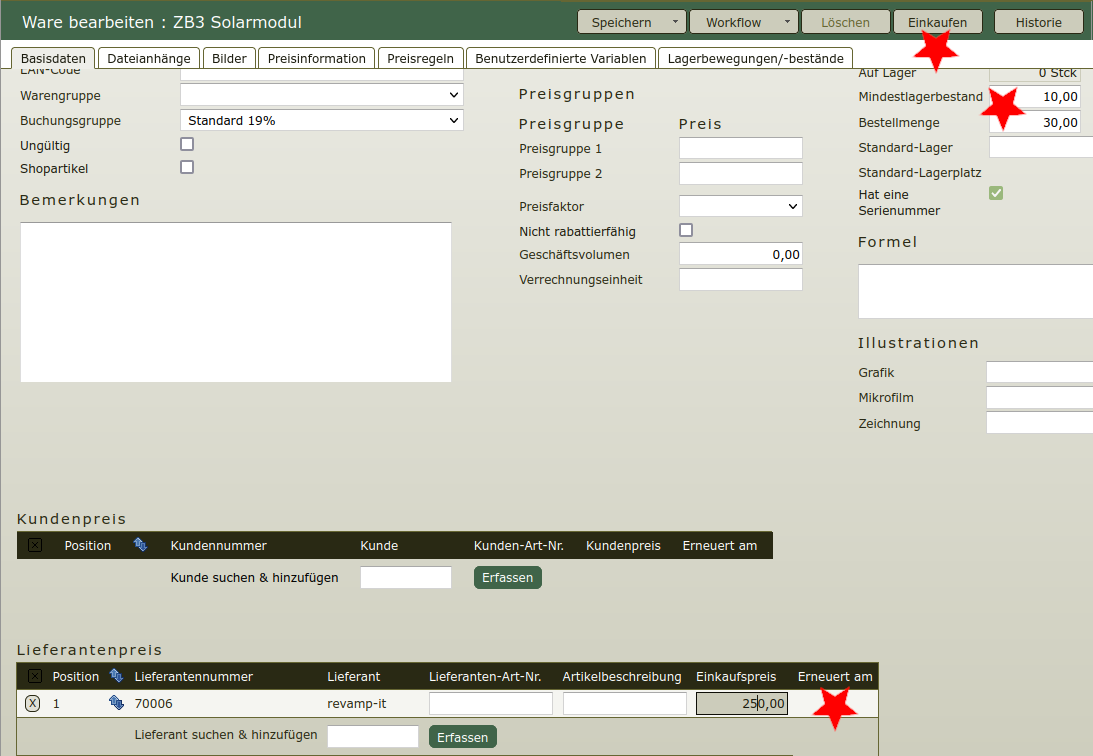 Ware bearbeiten : ZB3 Solarmodul
Speichern
Workflow
Löschen
Einkaufen
Historie
Basisdaten
Dateianhänge
Bilder
Preisinformation
Preisregeln
Benutzerdefinierte Variablen
Lagerbewegungen/-bestände
EAN-Code
Warengruppe
Buchungsgruppe
Standard 19%
Ungültig
Shopartikel
Bemerkungen
Preisgruppen
Preisgruppe Preis
Preisgruppe 1
Preisgruppe 2
Preisfaktor
Nicht rabattierfähig
Geschäftsvolumen 0,00
Verrechnungseinheit
Auf Lager 0 Stck
Mindestlagerbestand 10,00
Bestellmenge 30,00
Standard-Lager
Standard-Lagerplatz
Hat eine
Serienummer
Formel
Illustrationen
Grafik
Mikrofilm
Zeichnung
Kundenpreis
Position Kundennummer Kunde Kunden-Art-Nr. Kundenpreis Erneuert am
Kunde suchen & hinzufügen Erfassen
Lieferantenpreis
Position Lieferantennummer Lieferant Lieferanten-Art-Nr. Artikelbeschreibung Einkaufspreis Erneuert am
X 1 70006 revamp-it 250,00
Lieferant suchen & hinzufügen Erfassen